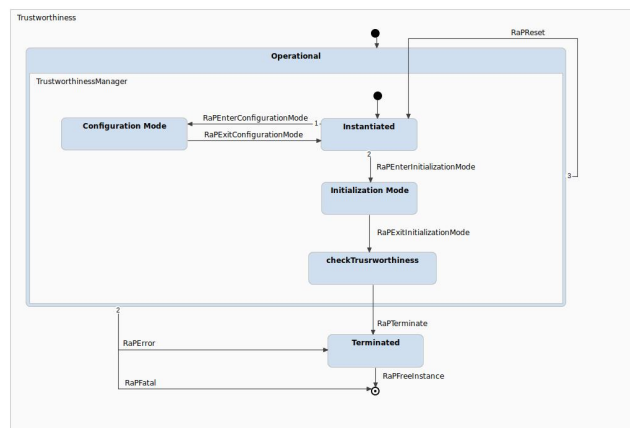 Trustworthiness
RaPReset
Operational
TrustworthinessManager
RaPEnterConfigurationMode
1
Configuration Mode
Instantiated
RaPExitConfigurationMode
2
RaPEnterInitializationMode
3
Initialization Mode
RaPExitInitializationMode
checkTrusrworthiness
2
RaPTerminate
RaPError
Terminated
RaPFreeInstance
RaPFatal